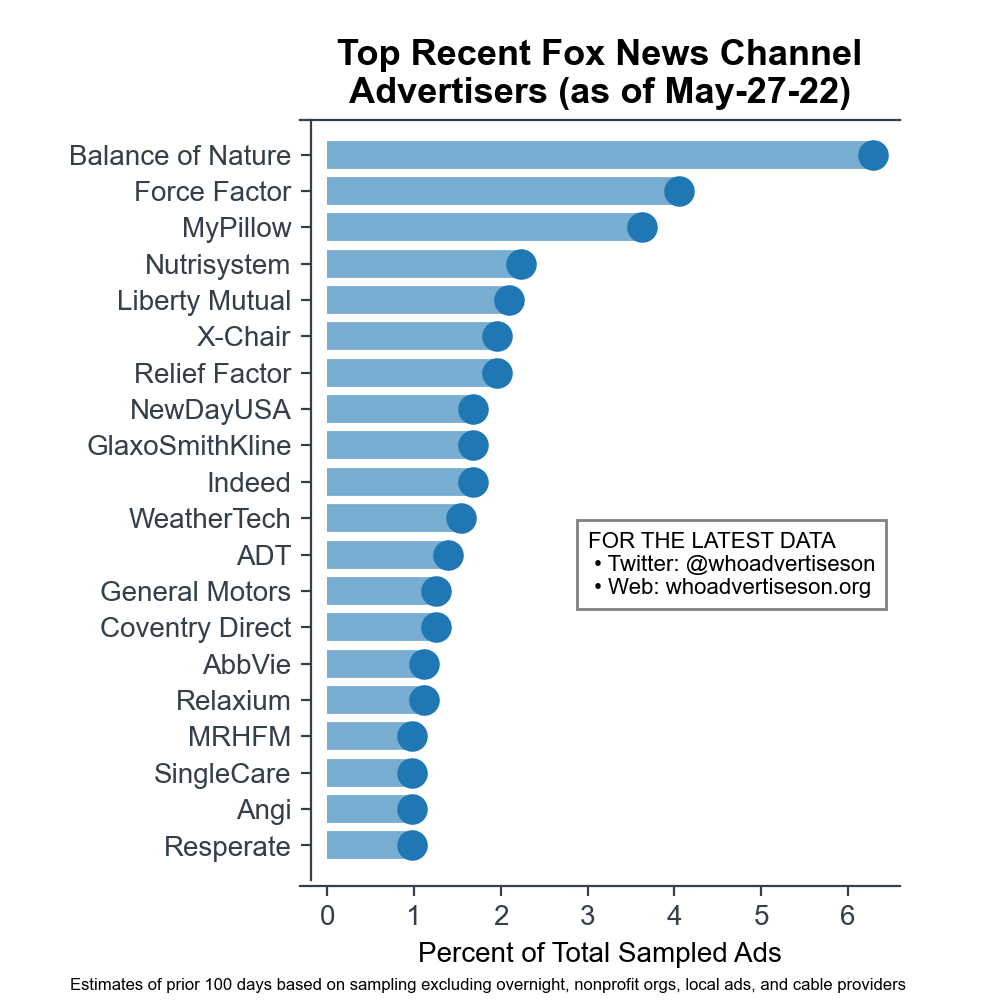 Top Recent Fox News Channel
Advertisers (as of May-27-22)
Balance of Nature
Force Factor
MyPillow
Nutrisystem
Liberty Mutual
X-Chair
Relief Factor
NewDayUSA
GlaxoSmithKline
Indeed
WeatherTech
ADT
General Motors
Coventry Direct
AbbVie
Relaxium
MRHFM
SingleCare
Angi
Resperate
FOR THE LATEST DATA
• Twitter: @whoadvertiseson
• Web: whoadvertiseson.org
0 1 2 3 4 5 6
Percent of Total Sampled Ads
Estimates of prior 100 days based on sampling excluding overnight, nonprofit orgs, local ads, and cable providers